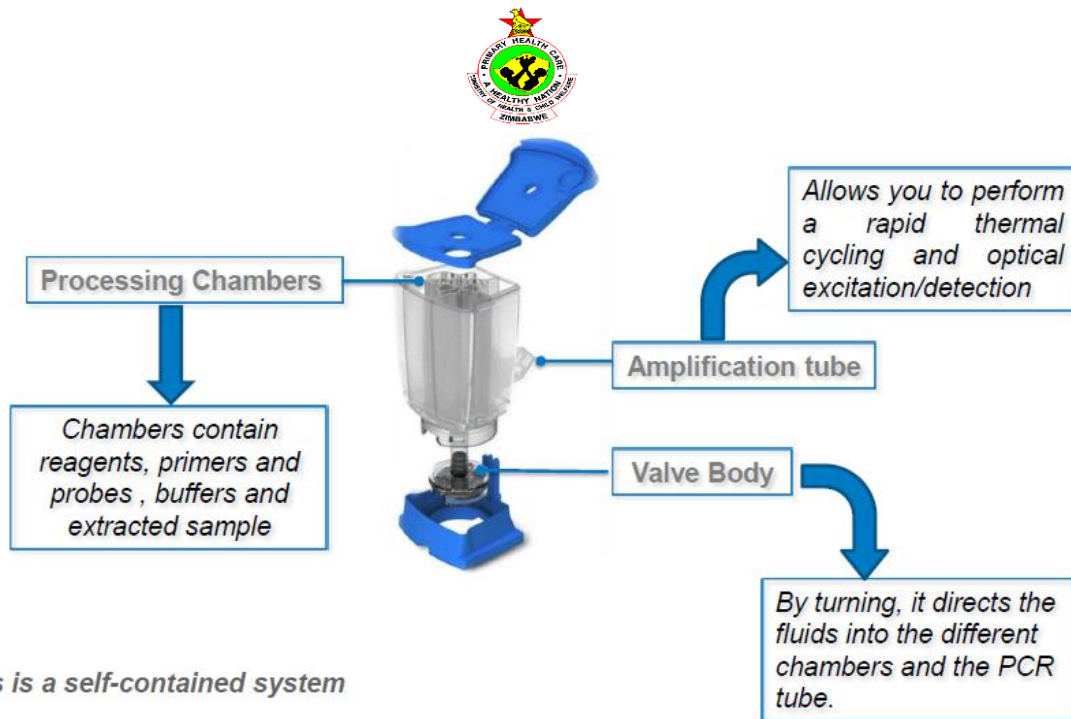 PRIMARY HEALTH CARE
A HEALTHY NATION
MINISTRY OF HEALTH & CHILD WELFARE
ZIMBABWE
Processing Chambers
Chambers contain
reagents, primers and
probes , buffers and
extracted sample
Allows you to perform
a rapid thermal
cycling and optical
excitation/detection
Amplification tube
Valve Body
By turning, it directs the
fluids into the different
chambers and the PCR
tube.
s is a self-contained system